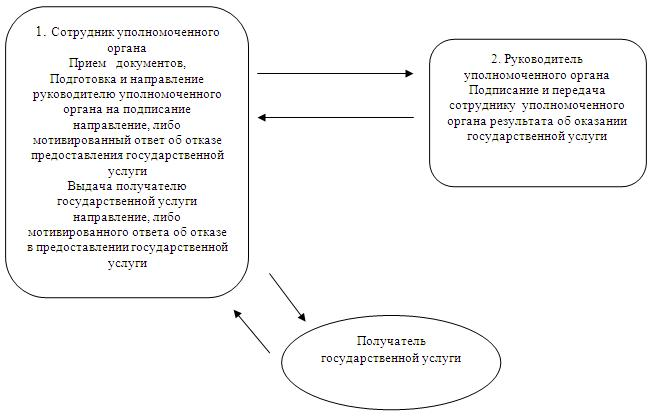 1. Сотрудник уполномоченного
органа
Прием документов,
Подготовка и направление
руководителю уполномоченного
органа на подписание
направление, либо
мотивированный ответ об отказе
предоставления государственной
услуги
Выдача получателю
государственной услуги
направление, либо
мотивированного ответа об отказе
в предоставлении государственной
услуги
2. Руководитель
уполномоченного органа
Подписание и передача
сотруднику уполномоченного
органа результата об оказании
государственной услуги
Получатель
государственной услуги